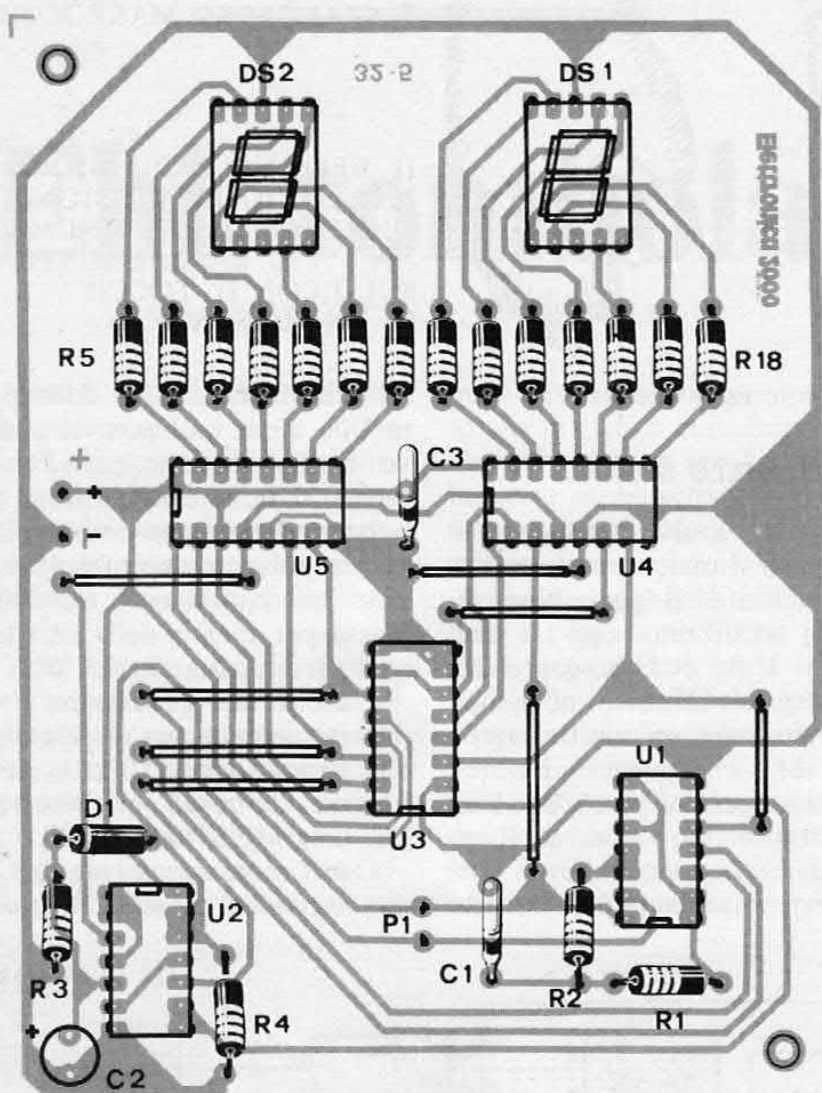 DS2 32-5 DS1
Elettronica 2000
R5 R18
+ C3
+
-
U5 U4
U1
D1 U3
U2 P1
R3 C1 R2
R4 R1
+
C2